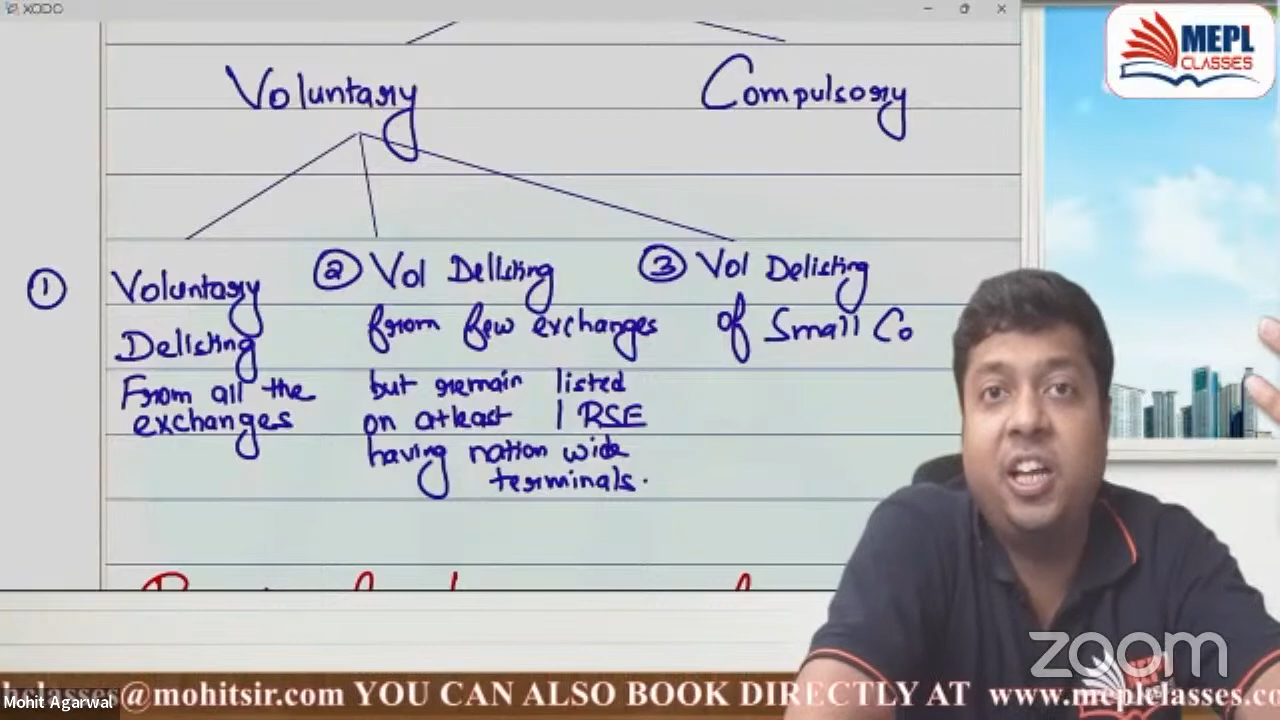 XODO
MEPL
CLASSES
Voluntary
Compulsory
① Voluntary
Delisting
From all the
exchanges
② Vol Delisting
from few exchanges
but remain listed
on atleast 1 RSE
having nation wide
terminals.
③ Vol Delisting
of Small Co
zoom
Mohit Agarwal
classes@mohitsir.com YOU CAN ALSO BOOK DIRECTLY AT www.meplclasses.co